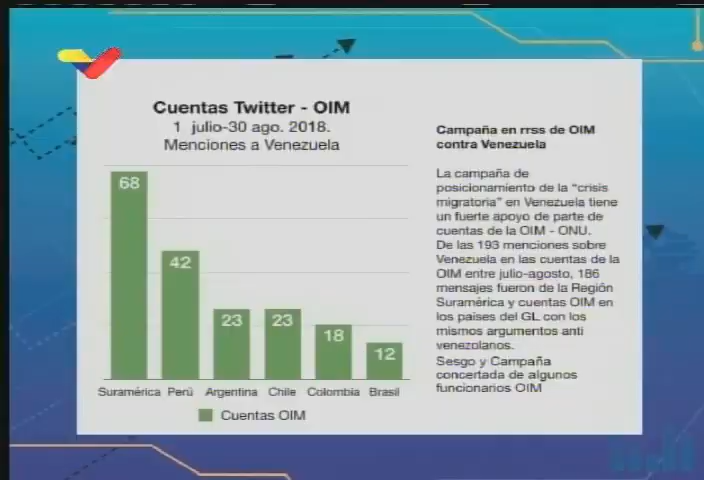 Cuentas Twitter - OIM
1 julio-30 ago. 2018.
Menciones a Venezuela
68
42
23
23
18
12
Suramérica Perú Argentina Chile Colombia Brasil
Cuentas OIM
Campaña en rrss de OIM
contra Venezuela
La campaña de
posicionamiento de la "crisis
migratoria" en Venezuela tiene
un fuerte apoyo de parte de
cuentas de la OIM - ONU.
De las 193 menciones sobre
Venezuela en las cuentas de la
OIM entre julio-agosto, 186
mensajes fueron de la Región
Suramérica y cuentas OIM en
los países del GL con los
mismos argumentos anti
venezolanos.
Sesgo y Campaña
concertada de algunos
funcionarios OIM